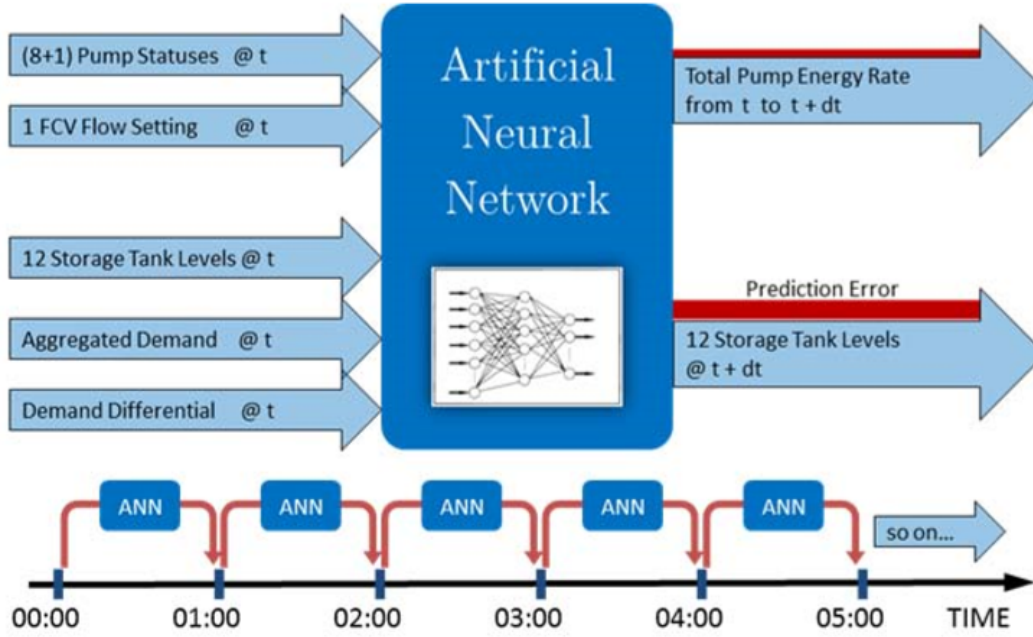 (8+1) Pump Statuses @ t
1 FCV Flow Setting @ t
12 Storage Tank Levels @ t
Aggregated Demand @ t
Demand Differential @ t
Artificial
Neural
Network
Total Pump Energy Rate
from t to t + dt
Prediction Error
12 Storage Tank Levels
@ t + dt
ANN ANN ANN ANN ANN
so on...
00:00 01:00 02:00 03:00 04:00 05:00 TIME